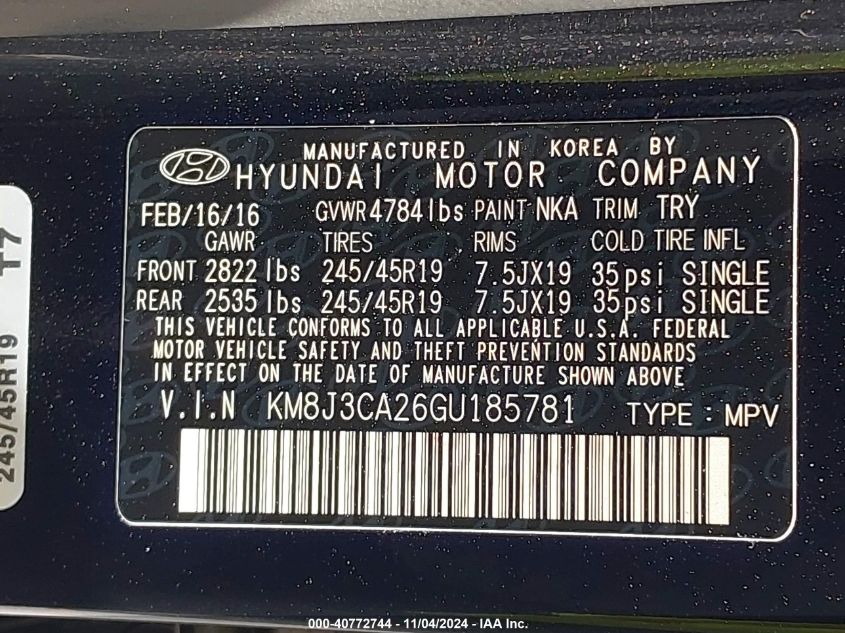 MANUFACTURED IN KOREA BY
HYUNDAI MOTOR COMPANY
FEB/16/16 GVWR 4784 lbs PAINT NKA TRIM TRY
GAWR TIRES RIMS COLD TIRE INFL
FRONT 2822 lbs 245/45R19 7.5JX19 35psi SINGLE
REAR 2535 lbs 245/45R19 7.5JX19 35psi SINGLE
THIS VEHICLE CONFORMS TO ALL APPLICABLE U.S.A. FEDERAL
MOTOR VEHICLE SAFETY AND THEFT PREVENTION STANDARDS
IN EFFECT ON THE DATE OF MANUFACTURE SHOWN ABOVE
V.I.N KM8J3CA26GU185781 TYPE : MPV
245/45R19 T7
000-40772744 - 11/04/2024 - IAA Inc.